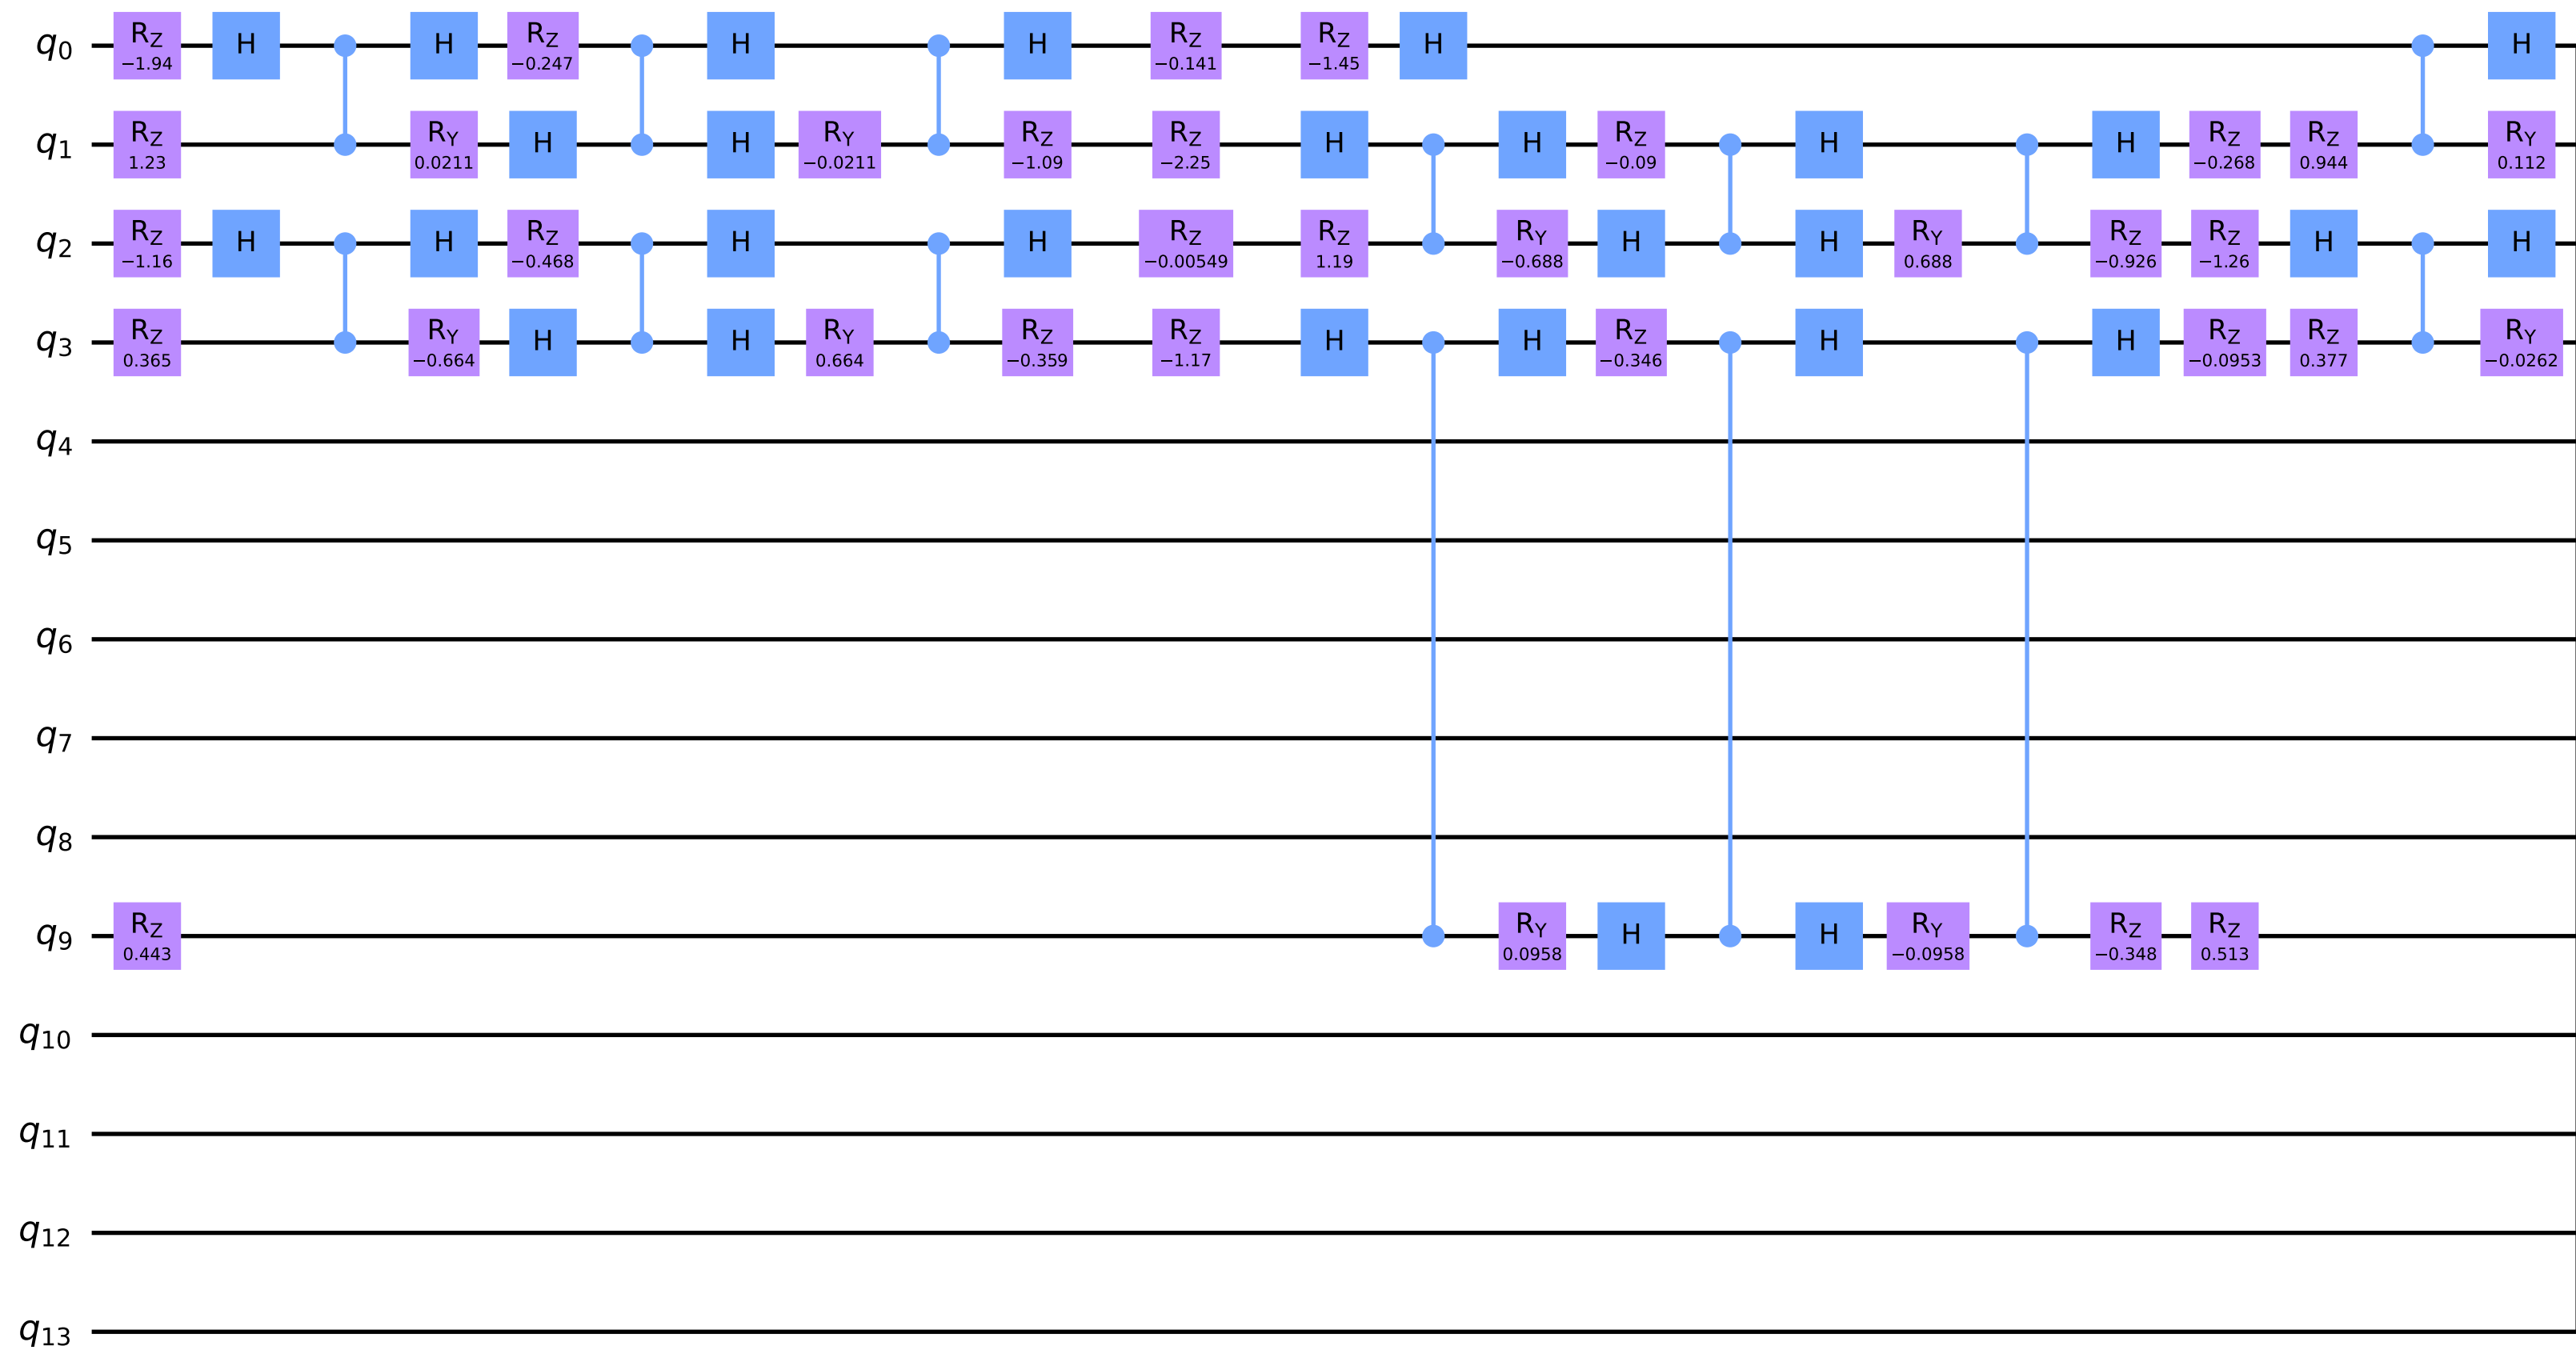 q0 RZ −1.94 H H RZ −0.247 H H RZ −0.141 RZ −1.45 H H
q1 RZ 1.23 RY 0.0211 H H RY −0.0211 RZ −1.09 RZ −2.25 H H RZ −0.09 H H RZ −0.268 RZ 0.944 RY 0.112
q2 RZ −1.16 H H RZ −0.468 H H RZ −0.00549 RZ 1.19 RY −0.688 H H RY 0.688 RZ −0.926 RZ −1.26 H H
q3 RZ 0.365 RY −0.664 H H RY 0.664 RZ −0.359 RZ −1.17 H H RZ −0.346 H H RZ −0.0953 RZ 0.377 RY −0.0262
q4
q5
q6
q7
q8
q9 RZ 0.443 RY 0.0958 H H RY −0.0958 RZ −0.348 RZ 0.513
q10
q11
q12
q13